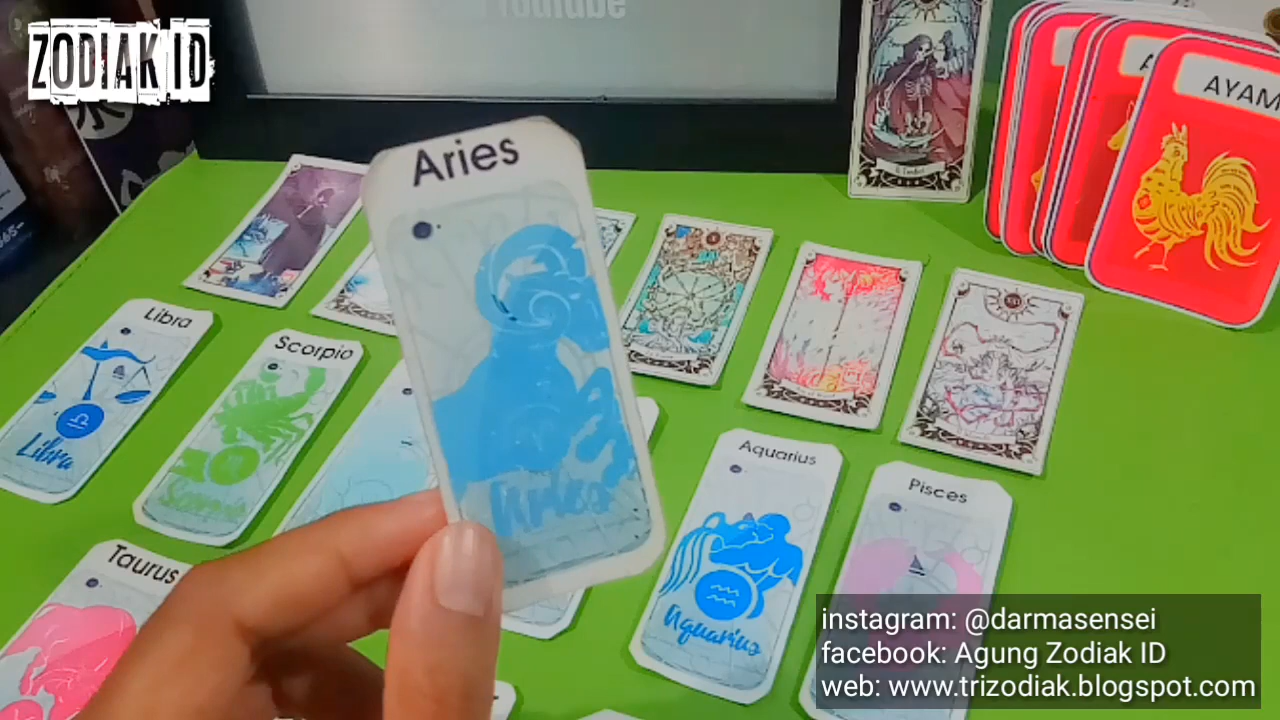 YouTube
ZODIAK ID
AYAM
Aries
Libra
Scorpio
Libra
Aquarius
Pisces
Taurus
Aquarius
instagram: @darmasensei
facebook: Agung Zodiak ID
web: www.trizodiak.blogspot.com